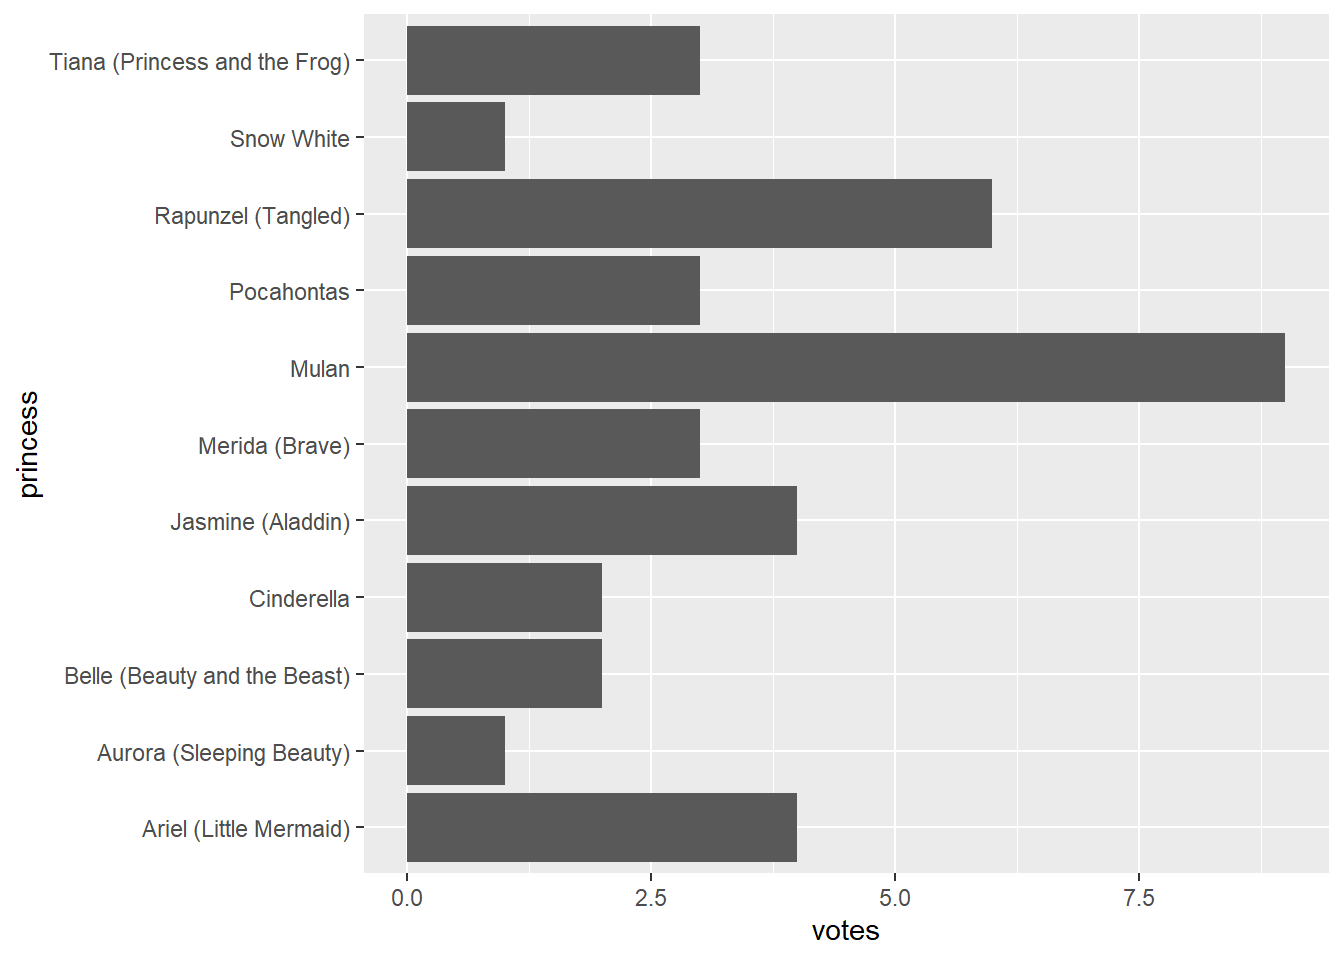 Tiana (Princess and the Frog)
Snow White
Rapunzel (Tangled)
Pocahontas
Mulan
Merida (Brave)
Jasmine (Aladdin)
Cinderella
Belle (Beauty and the Beast)
Aurora (Sleeping Beauty)
Ariel (Little Mermaid)
princess
0.0 2.5 5.0 7.5
votes